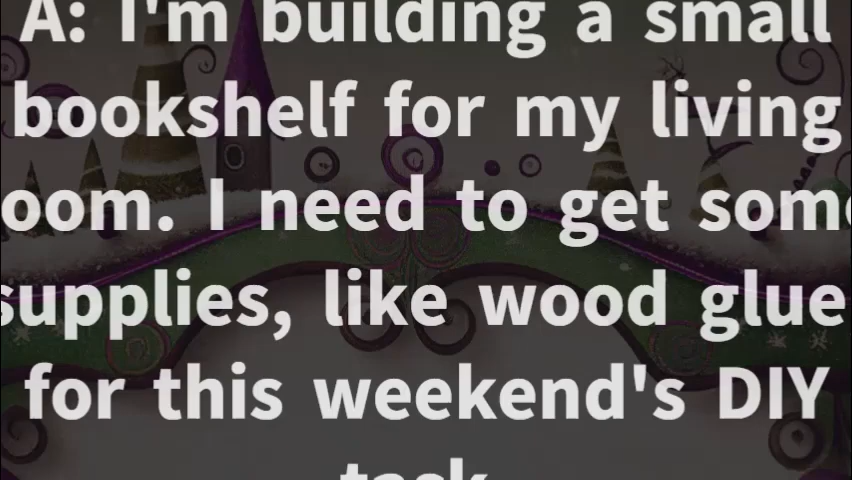 A: I'm building a small
bookshelf for my living
oom. I need to get som
supplies, like wood glue
for this weekend's DIY
task